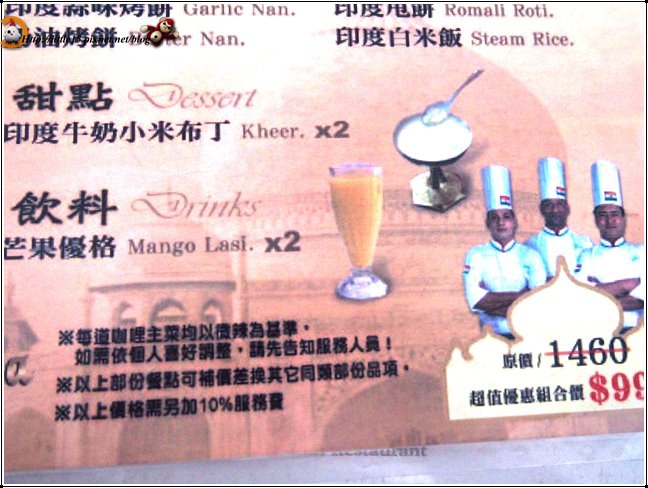 印度蒜味烤餅 Garlic Nan. 印度甩餅 Romali Roti.
油烤餅 ter Nan. 印度白米飯 Steam Rice.
甜點 Dessert
印度牛奶小米布丁 Kheer. x2
飲料 Drinks
芒果優格 Mango Lasi. x2
※每道咖哩主菜均以微辣為基準，
如需依個人喜好調整，請先告知服務人員！
※以上部份餐點可補價差換其它同類部份品項。
※以上價格需另加10%服務費
原價/1460
超值優惠組合價 $99
Restaurant